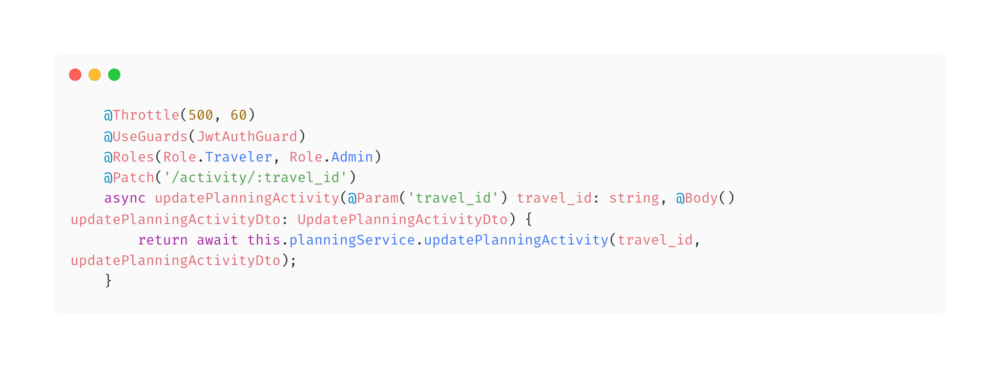 @Throttle(500, 60)
@UseGuards(JwtAuthGuard)
@Roles(Role.Traveler, Role.Admin)
@Patch('/activity/:travel_id')
async updatePlanningActivity(@Param('travel_id') travel_id: string, @Body()
updatePlanningActivityDto: UpdatePlanningActivityDto) {
return await this.planningService.updatePlanningActivity(travel_id,
updatePlanningActivityDto);
}